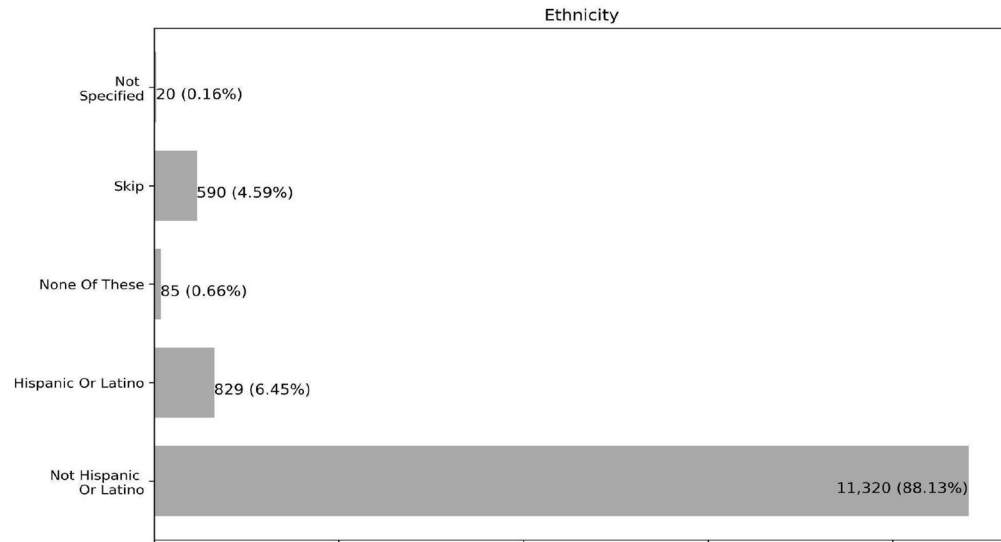 Ethnicity
Not
Specified
20 (0.16%)
Skip
590 (4.59%)
None Of These
85 (0.66%)
Hispanic Or Latino
829 (6.45%)
Not Hispanic
Or Latino
11,320 (88.13%)